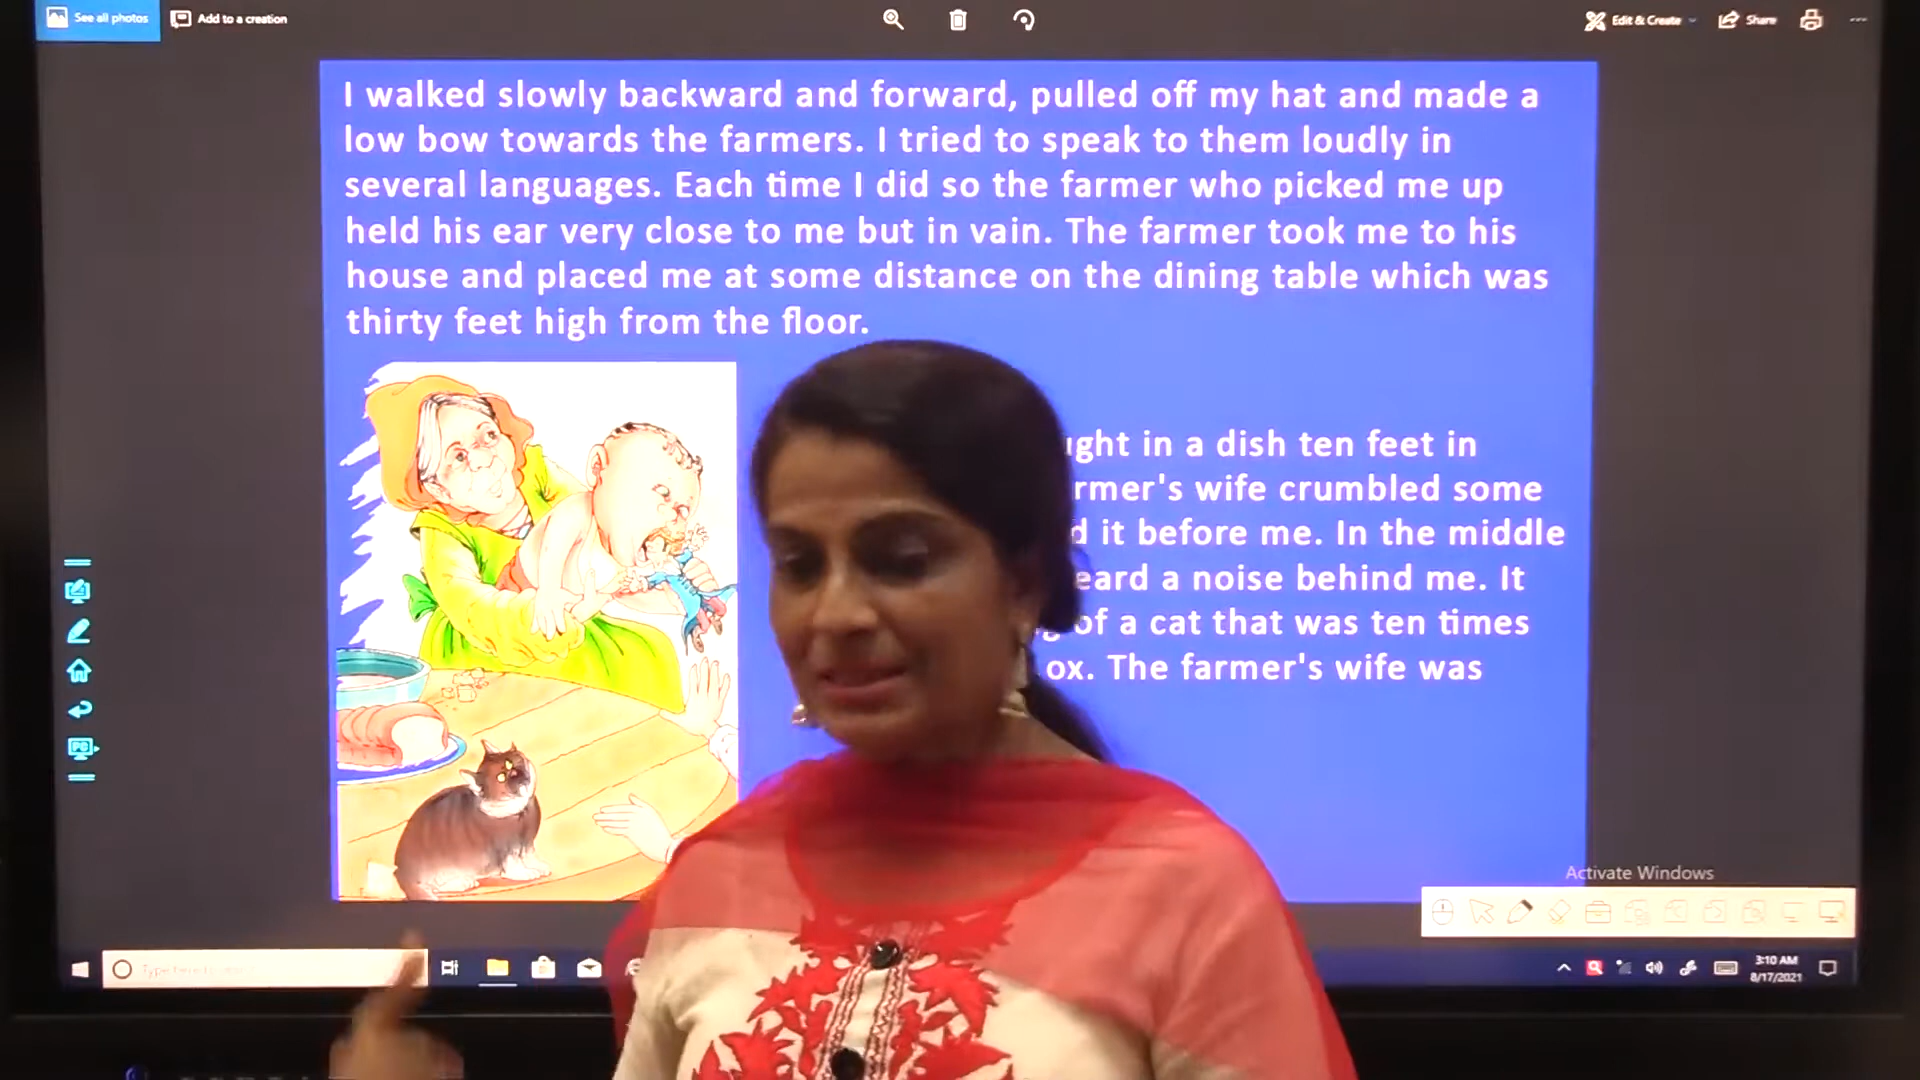 See all photos
Add to a creation
Edit & Create
Share
I walked slowly backward and forward, pulled off my hat and made a
low bow towards the farmers. I tried to speak to them loudly in
several languages. Each time I did so the farmer who picked me up
held his ear very close to me but in vain. The farmer took me to his
house and placed me at some distance on the dining table which was
thirty feet high from the floor.
in a dish ten feet in
wife crumbled some
it before me. In the middle
a noise behind me. It
of a cat that was ten times
ox. The farmer's wife was
Activate Windows
Type here to
3:10 AM
8/17/2021